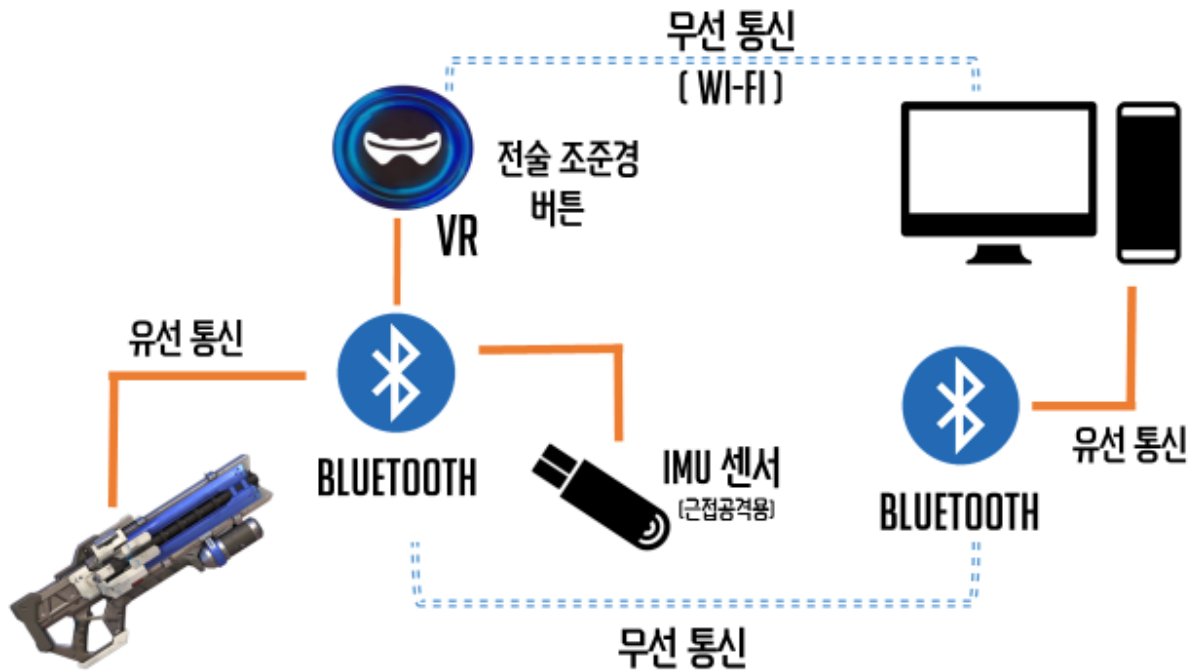 무선 통신
( WI-FI )
전술 조준경
버튼
VR
유선 통신
BLUETOOTH
IMU 센서
(근접공격용)
유선 통신
BLUETOOTH
무선 통신